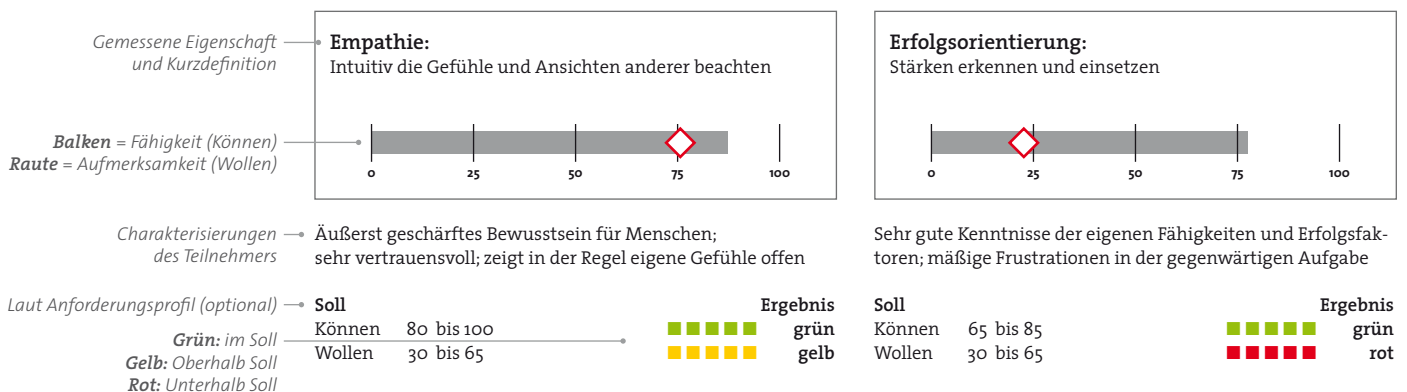 Gemessene Eigenschaft
und Kurzdefinition
Empathie:
Intuitiv die Gefühle und Ansichten anderer beachten
Erfolgsorientierung:
Stärken erkennen und einsetzen
Balken = Fähigkeit (Können)
Raute = Aufmerksamkeit (Wollen)
0 25 50 75 100
0 25 50 75 100
Charakterisierungen
des Teilnehmers
Äußerst geschärftes Bewusstsein für Menschen;
sehr vertrauensvoll; zeigt in der Regel eigene Gefühle offen
Sehr gute Kenntnisse der eigenen Fähigkeiten und Erfolgsfak-
toren; mäßige Frustrationen in der gegenwärtigen Aufgabe
Laut Anforderungsprofil (optional)
Grün: im Soll
Gelb: Oberhalb Soll
Rot: Unterhalb Soll
Soll Ergebnis
Können 80 bis 100 grün
Wollen 30 bis 65 gelb
Soll Ergebnis
Können 65 bis 85 grün
Wollen 30 bis 65 rot